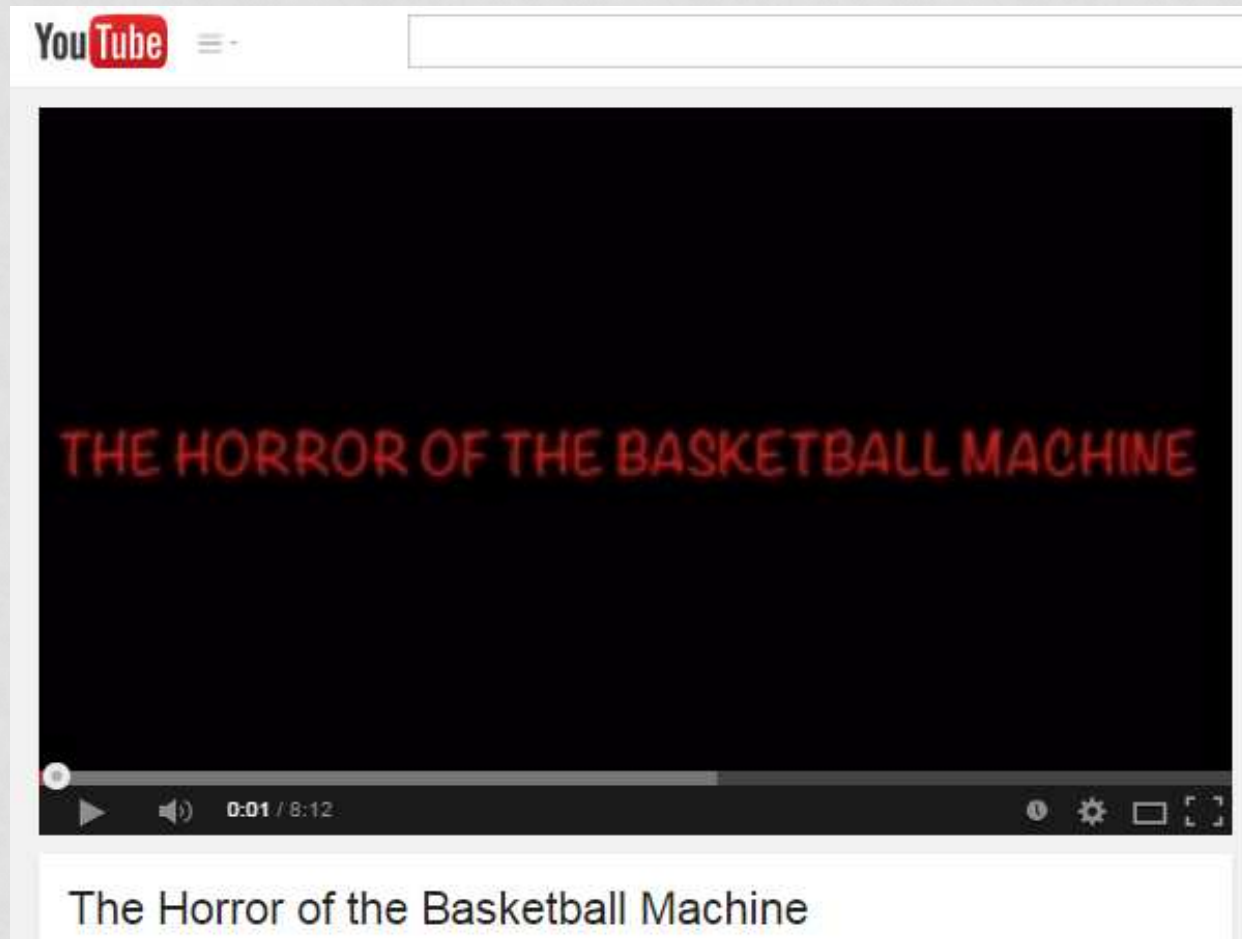 YouTube
THE HORROR OF THE BASKETBALL MACHINE
0:01 / 8:12
The Horror of the Basketball Machine